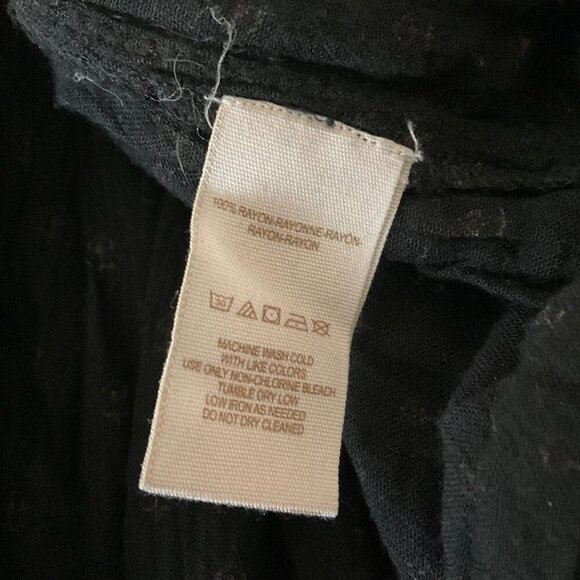 100% RAYON-RAYONNE-RAYON-
RAYON-RAYON
30
MACHINE WASH COLD
WITH LIKE COLORS
USE ONLY NON-CHLORINE BLEACH
TUMBLE DRY LOW
LOW IRON AS NEEDED
DO NOT DRY CLEANED